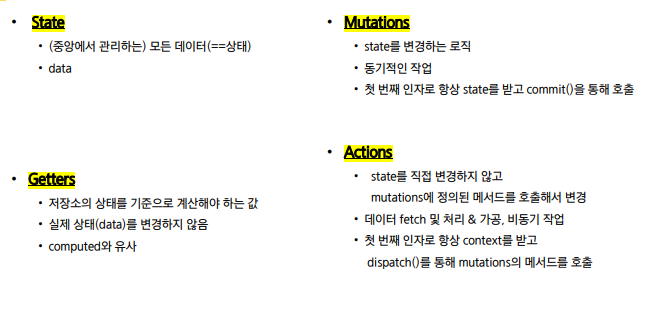 • State
• (중앙에서 관리하는) 모든 데이터(==상태)
• data
• Getters
• 저장소의 상태를 기준으로 계산해야 하는 값
• 실제 상태(data)를 변경하지 않음
• computed와 유사
• Mutations
• state를 변경하는 로직
• 동기적인 작업
• 첫 번째 인자로 항상 state를 받고 commit()을 통해 호출
• Actions
• state를 직접 변경하지 않고
mutations에 정의된 메서드를 호출해서 변경
• 데이터 fetch 및 처리 & 가공, 비동기 작업
• 첫 번째 인자로 항상 context를 받고
dispatch()를 통해 mutations의 메서드를 호출